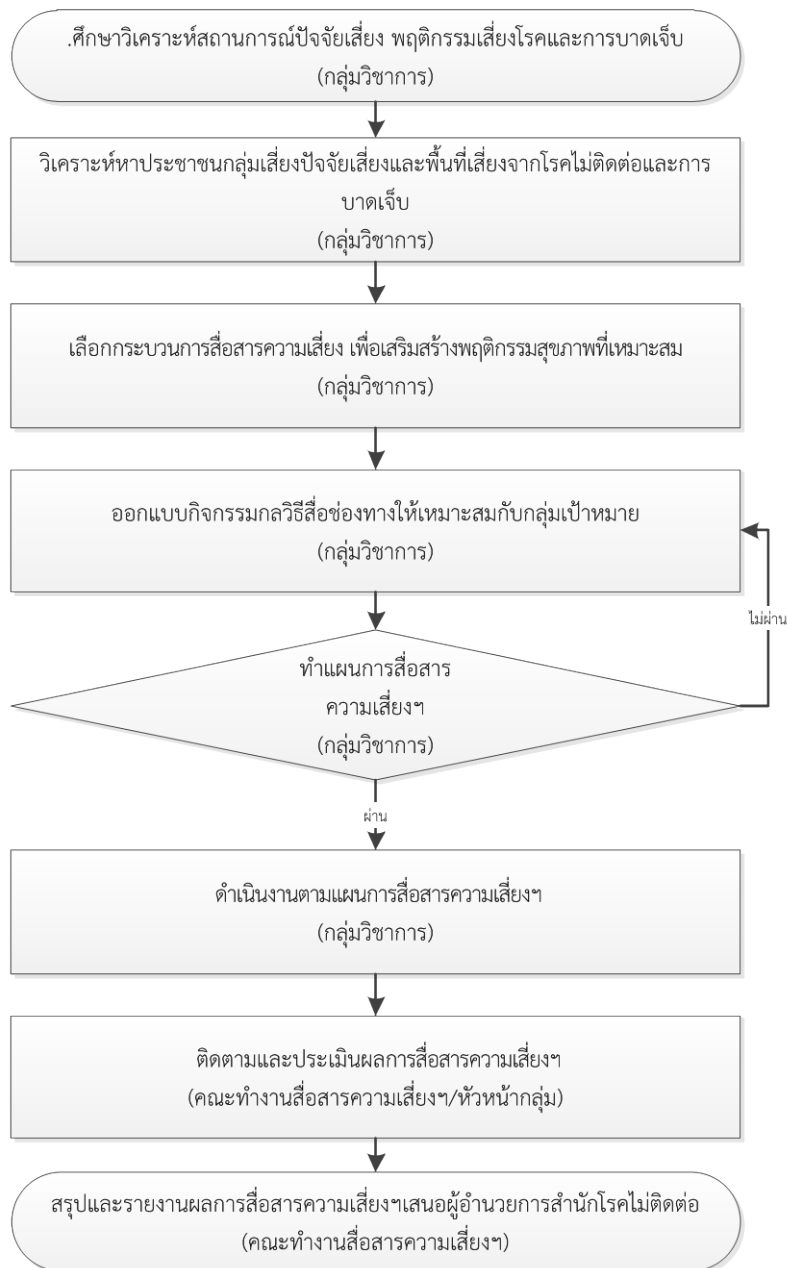 .ศึกษาวิเคราะห์สถานการณ์ปัจจัยเสี่ยง พฤติกรรมเสี่ยงโรคและการบาดเจ็บ
(กลุ่มวิชาการ)
วิเคราะห์หาประชาชนกลุ่มเสี่ยงปัจจัยเสี่ยงและพื้นที่เสี่ยงจากโรคไม่ติดต่อและการ
บาดเจ็บ
(กลุ่มวิชาการ)
เลือกกระบวนการสื่อสารความเสี่ยง เพื่อเสริมสร้างพฤติกรรมสุขภาพที่เหมาะสม
(กลุ่มวิชาการ)
ออกแบบกิจกรรมกลวิธีสื่อช่องทางให้เหมาะสมกับกลุ่มเป้าหมาย
(กลุ่มวิชาการ)
ไม่ผ่าน
ทำแผนการสื่อสาร
ความเสี่ยงฯ
(กลุ่มวิชาการ)
ผ่าน
ดำเนินงานตามแผนการสื่อสารความเสี่ยงฯ
(กลุ่มวิชาการ)
ติดตามและประเมินผลการสื่อสารความเสี่ยงฯ
(คณะทำงานสื่อสารความเสี่ยงฯ/หัวหน้ากลุ่ม)
สรุปและรายงานผลการสื่อสารความเสี่ยงฯเสนอผู้อำนวยการสำนักโรคไม่ติดต่อ
(คณะทำงานสื่อสารความเสี่ยงฯ)